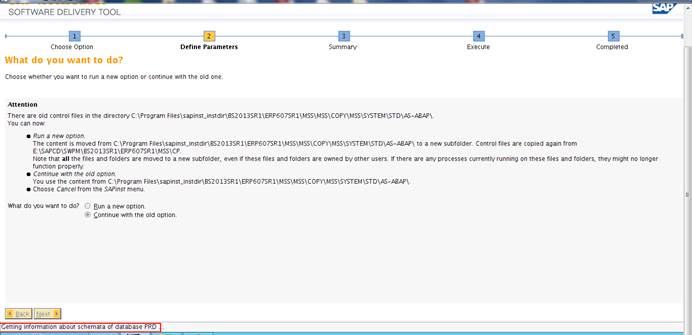 SOFTWARE DELIVERY TOOL
SAP
1
2
3
4
5
Choose Option
Define Parameters
Summary
Execute
Completed
What do you want to do?
Choose whether you want to run a new option or continue with the old one.
Attention
There are old control files in the directory C:\Program Files\sapinst_instdir\BS2013SR1\ERP607SR1\MSS\MSS\COPY\MSS\SYSTEM\STD\AS-ABAP\.
You can now:
Run a new option.
The content is moved from C:\Program Files\sapinst_instdir\BS2013SR1\ERP607SR1\MSS\MSS\COPY\MSS\SYSTEM\STD\AS-ABAP\ to a new subfolder. Control files are copied again from
E:\SAPCD\SWPM\BS2013SR1\ERP607SR1\MSS\CP.
Note that all the files and folders are moved to a new subfolder, even if these files and folders are owned by other users. If there are any processes currently running on these files and folders, they might no longer
function properly.
Continue with the old option.
You use the content from C:\Program Files\sapinst_instdir\BS2013SR1\ERP607SR1\MSS\MSS\COPY\MSS\SYSTEM\STD\AS-ABAP\.
Choose Cancel from the SAPinst menu.
What do you want to do?
Run a new option.
Continue with the old option.
Back
Next
Getting information about schemata of database PRD